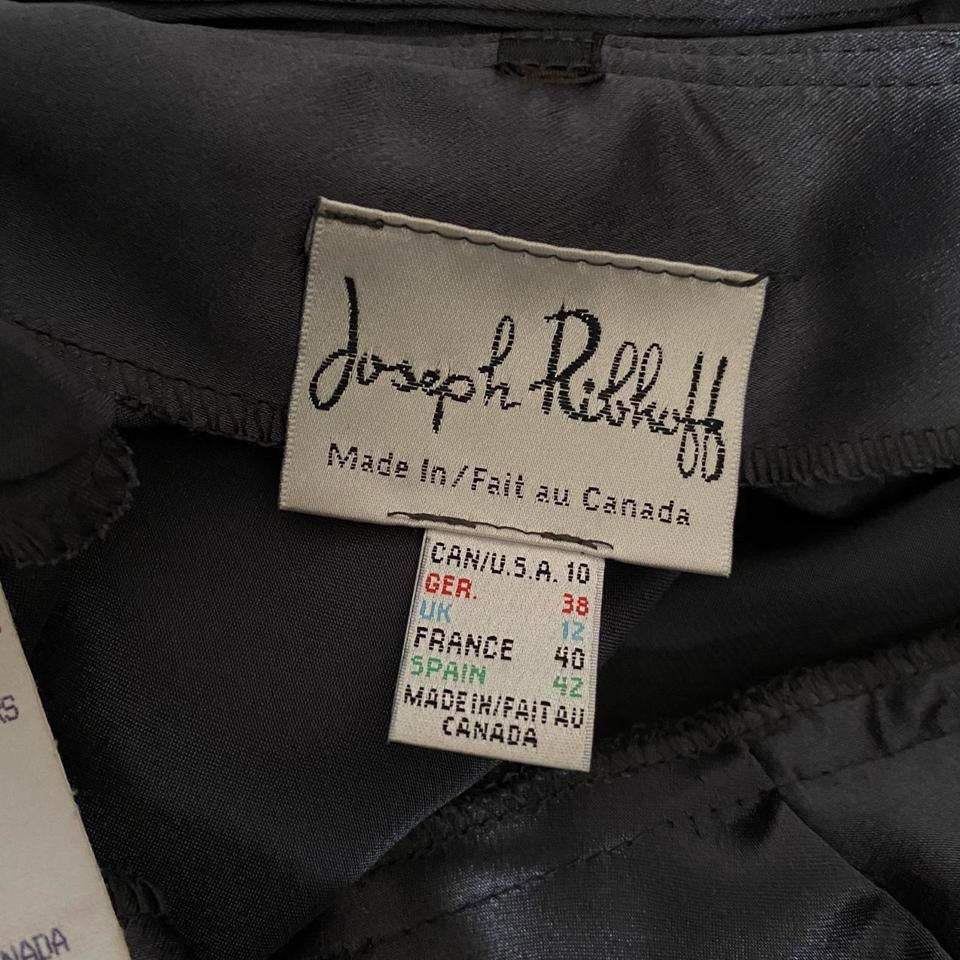 Joseph Ribkoff
Made In/Fait au Canada
CAN/U.S.A. 10
GER. 38
UK 12
FRANCE 40
SPAIN 42
MADE IN/FAIT AU
CANADA